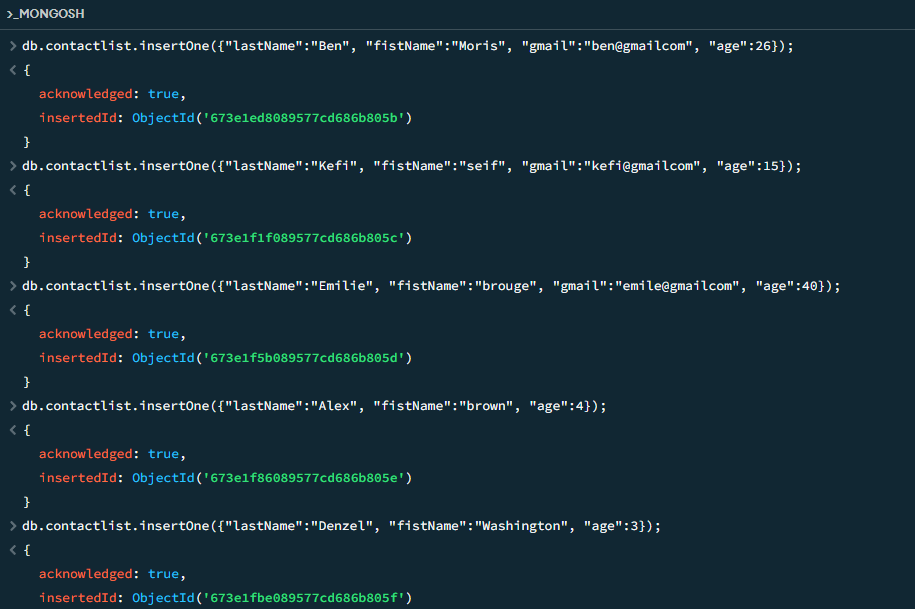 >_MONGOSH
> db.contactlist.insertOne({"lastName":"Ben", "fistName":"Moris", "gmail":"ben@gmailcom", "age":26});
< {
acknowledged: true,
insertedId: ObjectId('673e1ed8089577cd686b805b')
}
> db.contactlist.insertOne({"lastName":"Kefi", "fistName":"seif", "gmail":"kefi@gmailcom", "age":15});
< {
acknowledged: true,
insertedId: ObjectId('673e1f1f089577cd686b805c')
}
> db.contactlist.insertOne({"lastName":"Emilie", "fistName":"brouge", "gmail":"emile@gmailcom", "age":40});
< {
acknowledged: true,
insertedId: ObjectId('673e1f5b089577cd686b805d')
}
> db.contactlist.insertOne({"lastName":"Alex", "fistName":"brown", "age":4});
< {
acknowledged: true,
insertedId: ObjectId('673e1f86089577cd686b805e')
}
> db.contactlist.insertOne({"lastName":"Denzel", "fistName":"Washington", "age":3});
< {
acknowledged: true,
insertedId: ObjectId('673e1fbe089577cd686b805f')